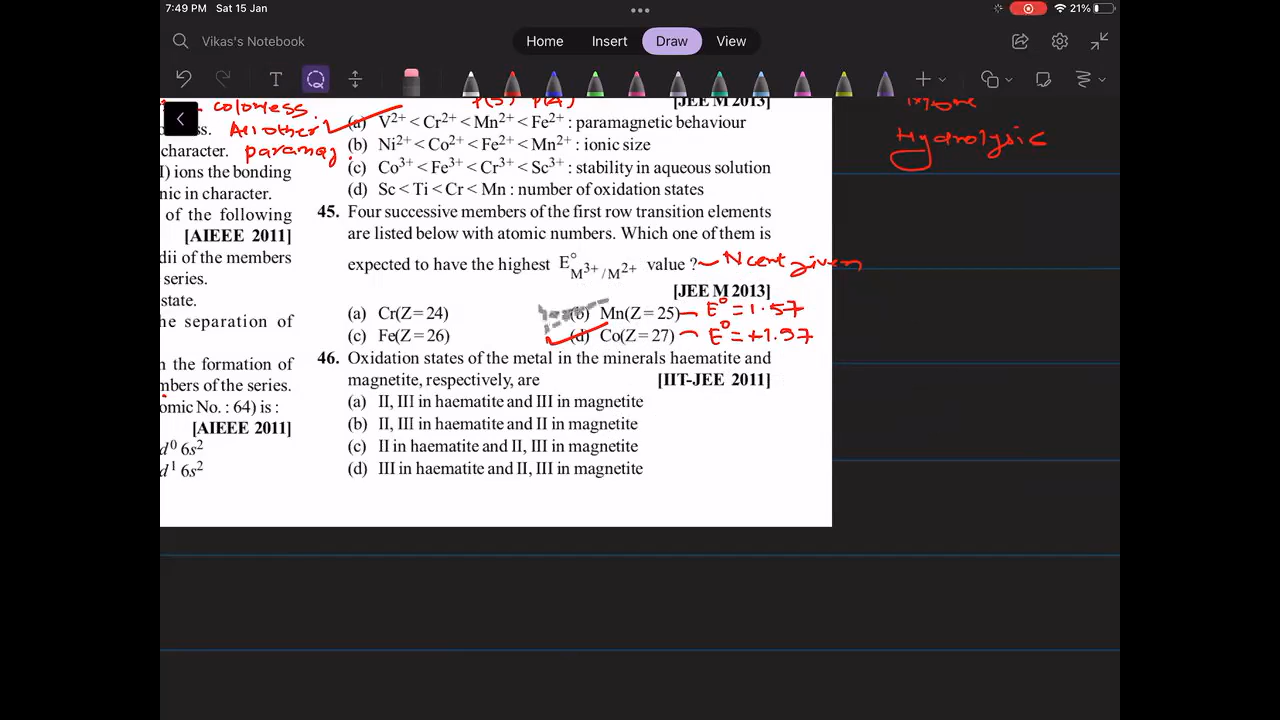 7:49 PM Sat 15 Jan
21%
Vikas's Notebook
Home Insert Draw View
T
colorless.
All other
paramag.
ss.
character.
I) ions the bonding
nic in character.
of the following
[AIEEE 2011]
dii of the members
series.
state.
he separation of
n the formation of
mbers of the series.
omic No. : 64) is :
[AIEEE 2011]
d⁰ 6s²
d¹ 6s²
[JEE M 2013]
(a) V²⁺ < Cr²⁺ < Mn²⁺ < Fe²⁺ : paramagnetic behaviour
(b) Ni²⁺ < Co²⁺ < Fe²⁺ < Mn²⁺ : ionic size
(c) Co³⁺ < Fe³⁺ < Cr³⁺ < Sc³⁺ : stability in aqueous solution
(d) Sc < Ti < Cr < Mn : number of oxidation states
45. Four successive members of the first row transition elements
are listed below with atomic numbers. Which one of them is
expected to have the highest E°M³⁺/M²⁺ value ? Ncert given
[JEE M 2013]
(a) Cr(Z = 24) (b) Mn(Z = 25) E° = 1.57
(c) Fe(Z = 26) (d) Co(Z = 27) E° = +1.97
46. Oxidation states of the metal in the minerals haematite and
magnetite, respectively, are [IIT-JEE 2011]
(a) II, III in haematite and III in magnetite
(b) II, III in haematite and II in magnetite
(c) II in haematite and II, III in magnetite
(d) III in haematite and II, III in magnetite
Hydrolysis